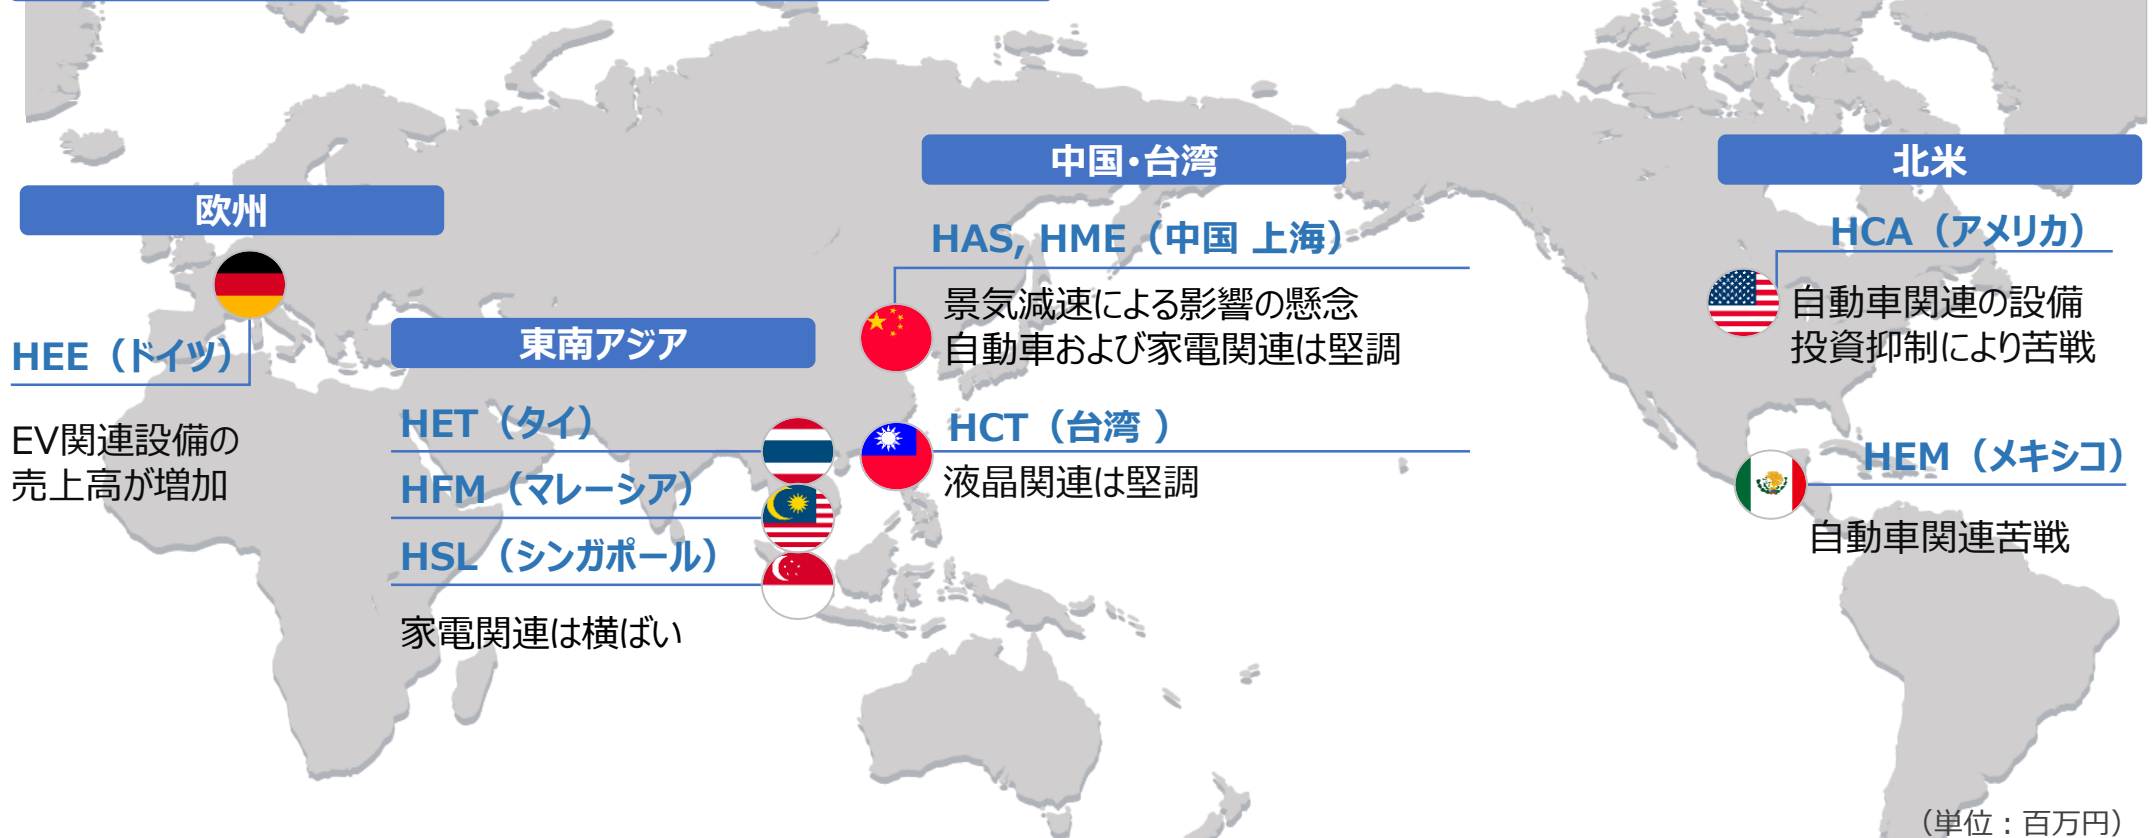 欧州
HEE（ドイツ）
EV関連設備の
売上高が増加
東南アジア
HET（タイ）
HFM（マレーシア）
HSL（シンガポール）
家電関連は横ばい
中国・台湾
HAS, HME（中国 上海）
景気減速による影響の懸念
自動車および家電関連は堅調
HCT（台湾 ）
液晶関連は堅調
北米
HCA（アメリカ）
自動車関連の設備
投資抑制により苦戦
HEM（メキシコ）
自動車関連苦戦
（単位：百万円）